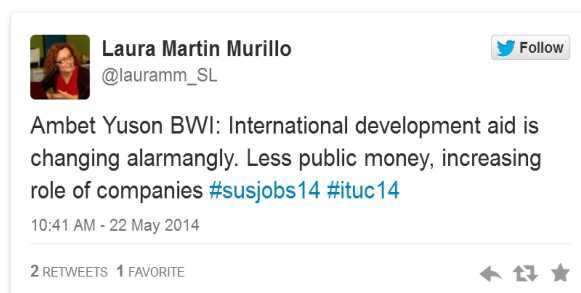 Laura Martin Murillo
Follow
@lauramm_SL
Ambet Yuson BWI: International development aid is
changing alarmangly. Less public money, increasing
role of companies #susjobs14 #ituc14
10:41 AM - 22 May 2014
2 RETWEETS 1 FAVORITE